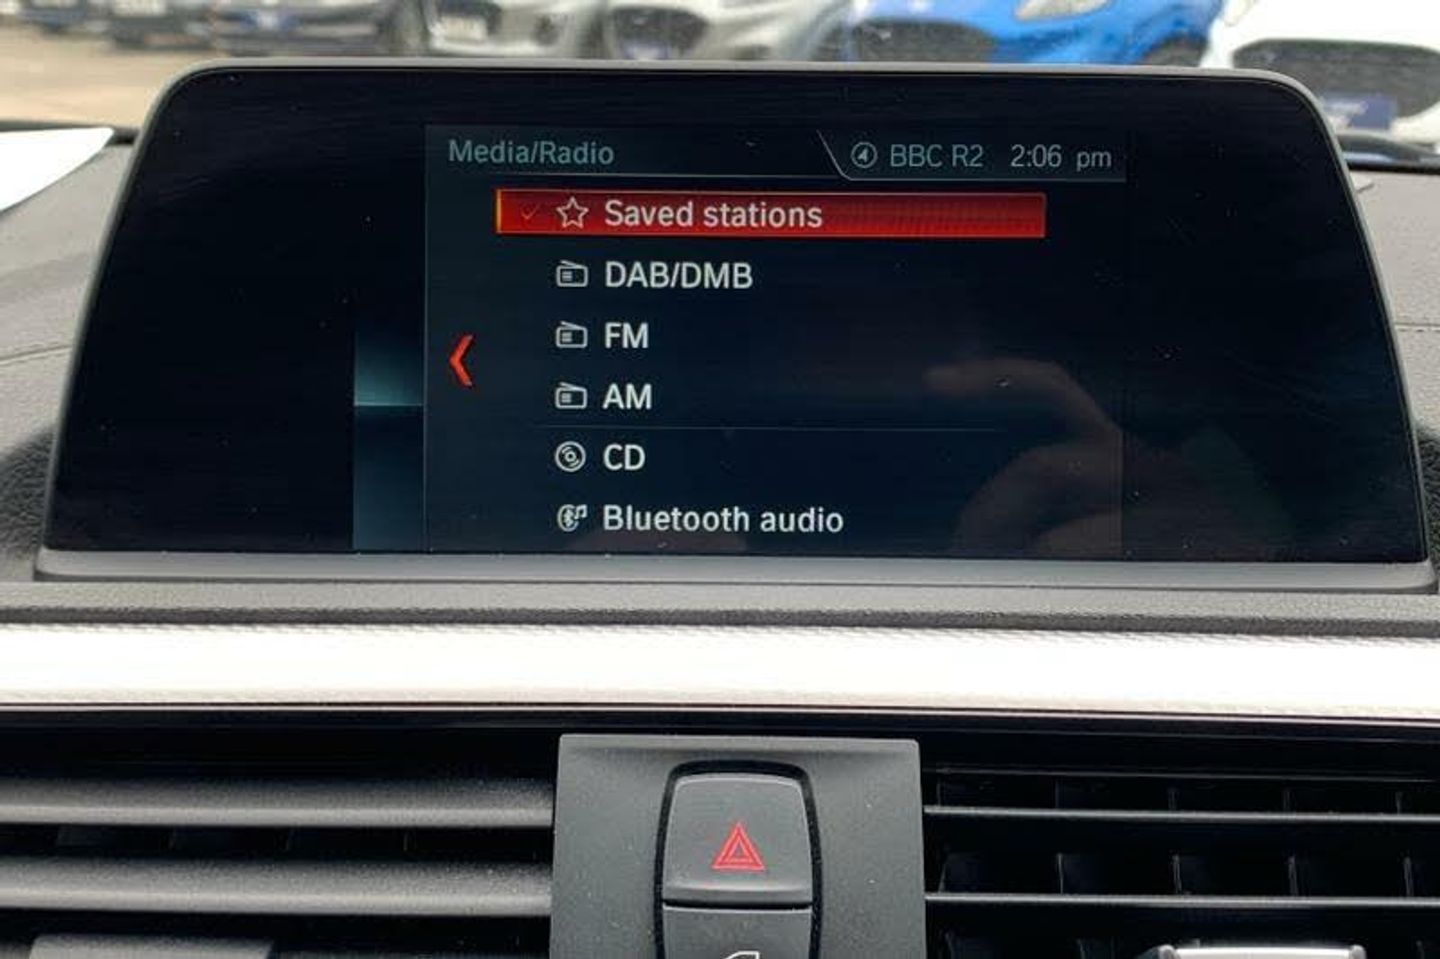 Media/Radio BBC R2 2:06 pm
Saved stations
DAB/DMB
FM
AM
CD
Bluetooth audio